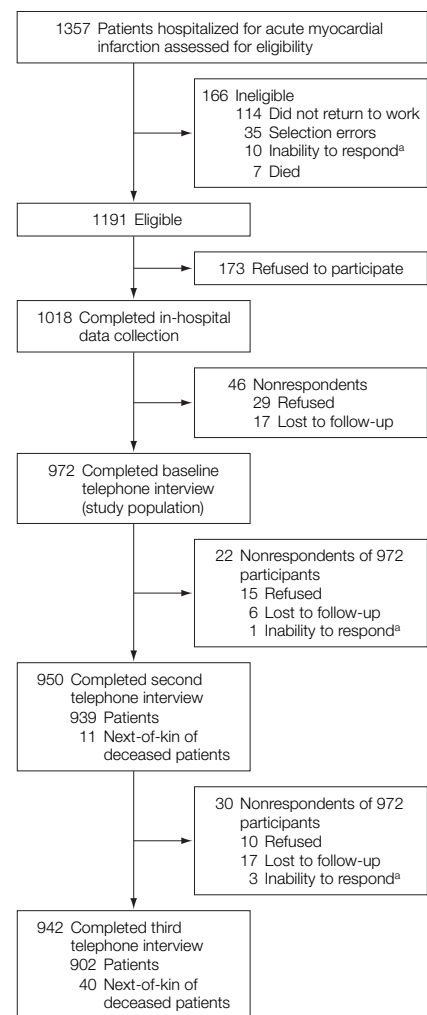 1357 Patients hospitalized for acute myocardial
infarction assessed for eligibility
166 Ineligible
114 Did not return to work
35 Selection errors
10 Inability to respondᵃ
7 Died
1191 Eligible
173 Refused to participate
1018 Completed in-hospital
data collection
46 Nonrespondents
29 Refused
17 Lost to follow-up
972 Completed baseline
telephone interview
(study population)
22 Nonrespondents of 972
participants
15 Refused
6 Lost to follow-up
1 Inability to respondᵃ
950 Completed second
telephone interview
939 Patients
11 Next-of-kin of
deceased patients
30 Nonrespondents of 972
participants
10 Refused
17 Lost to follow-up
3 Inability to respondᵃ
942 Completed third
telephone interview
902 Patients
40 Next-of-kin of
deceased patients